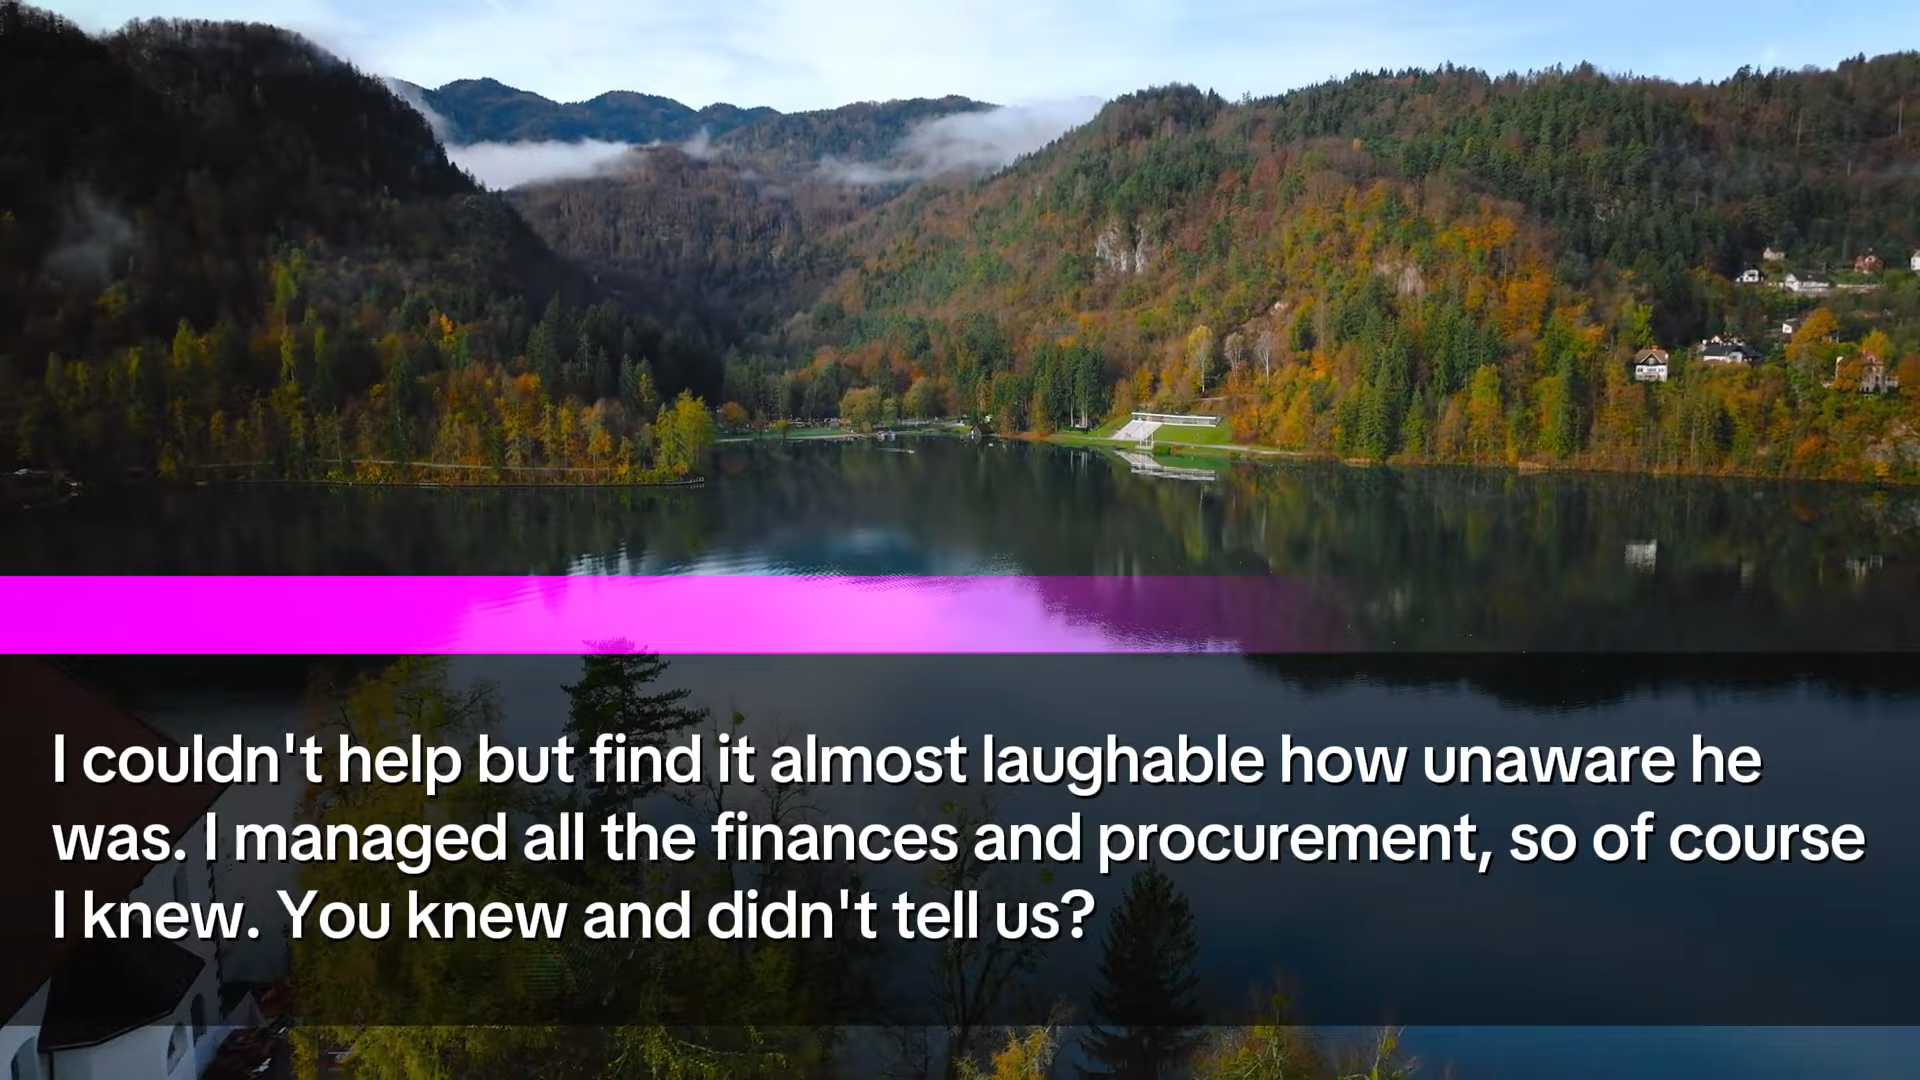 I couldn't help but find it almost laughable how unaware he
was. I managed all the finances and procurement, so of course
I knew. You knew and didn't tell us?